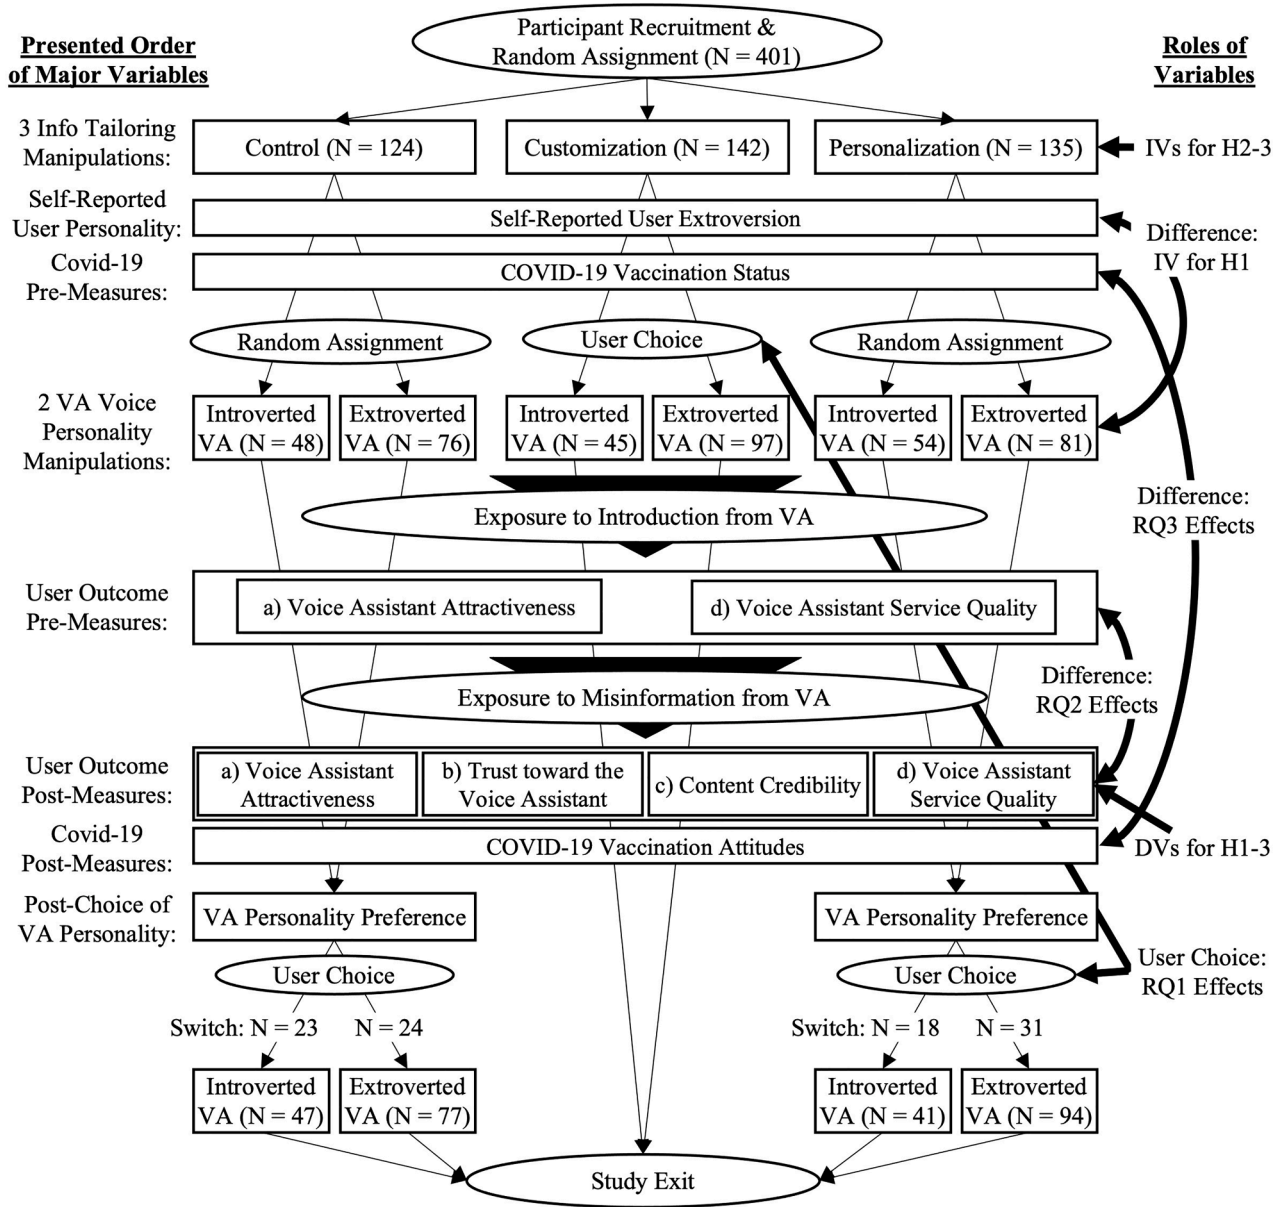 Participant Recruitment &
Random Assignment (N = 401)
Presented Order
of Major Variables
Roles of
Variables
3 Info Tailoring
Manipulations:
Control (N = 124)
Customization (N = 142)
Personalization (N = 135)
IVs for H2-3
Self-Reported
User Personality:
Self-Reported User Extroversion
Difference:
IV for H1
Covid-19
Pre-Measures:
COVID-19 Vaccination Status
Random Assignment
User Choice
Random Assignment
2 VA Voice
Personality
Manipulations:
Introverted
VA (N = 48)
Extroverted
VA (N = 76)
Introverted
VA (N = 45)
Extroverted
VA (N = 97)
Introverted
VA (N = 54)
Extroverted
VA (N = 81)
Exposure to Introduction from VA
Difference:
RQ3 Effects
User Outcome
Pre-Measures:
a) Voice Assistant Attractiveness
d) Voice Assistant Service Quality
Exposure to Misinformation from VA
Difference:
RQ2 Effects
User Outcome
Post-Measures:
a) Voice Assistant
Attractiveness
b) Trust toward the
Voice Assistant
c) Content Credibility
d) Voice Assistant
Service Quality
Covid-19
Post-Measures:
COVID-19 Vaccination Attitudes
DVs for H1-3
Post-Choice of
VA Personality:
VA Personality Preference
VA Personality Preference
User Choice
User Choice
User Choice:
RQ1 Effects
Switch: N = 23
N = 24
Switch: N = 18
N = 31
Introverted
VA (N = 47)
Extroverted
VA (N = 77)
Introverted
VA (N = 41)
Extroverted
VA (N = 94)
Study Exit